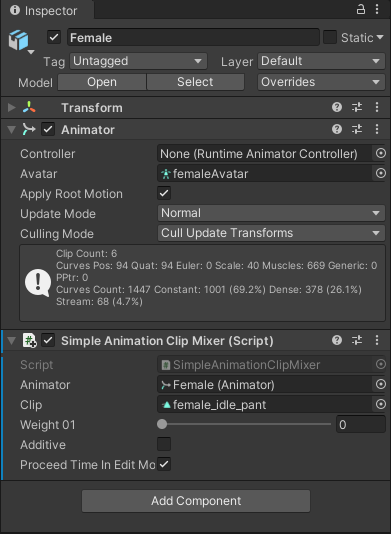 Inspector
Female
Static
Tag Untagged Layer Default
Model Open Select Overrides
Transform
Animator
Controller None (Runtime Animator Controller)
Avatar femaleAvatar
Apply Root Motion
Update Mode Normal
Culling Mode Cull Update Transforms
Clip Count: 6
Curves Pos: 94 Quat: 94 Euler: 0 Scale: 40 Muscles: 669 Generic: 0
PPtr: 0
Curves Count: 1447 Constant: 1001 (69.2%) Dense: 378 (26.1%)
Stream: 68 (4.7%)
Simple Animation Clip Mixer (Script)
Script SimpleAnimationClipMixer
Animator Female (Animator)
Clip female_idle_pant
Weight 01 0
Additive
Proceed Time In Edit Mo
Add Component